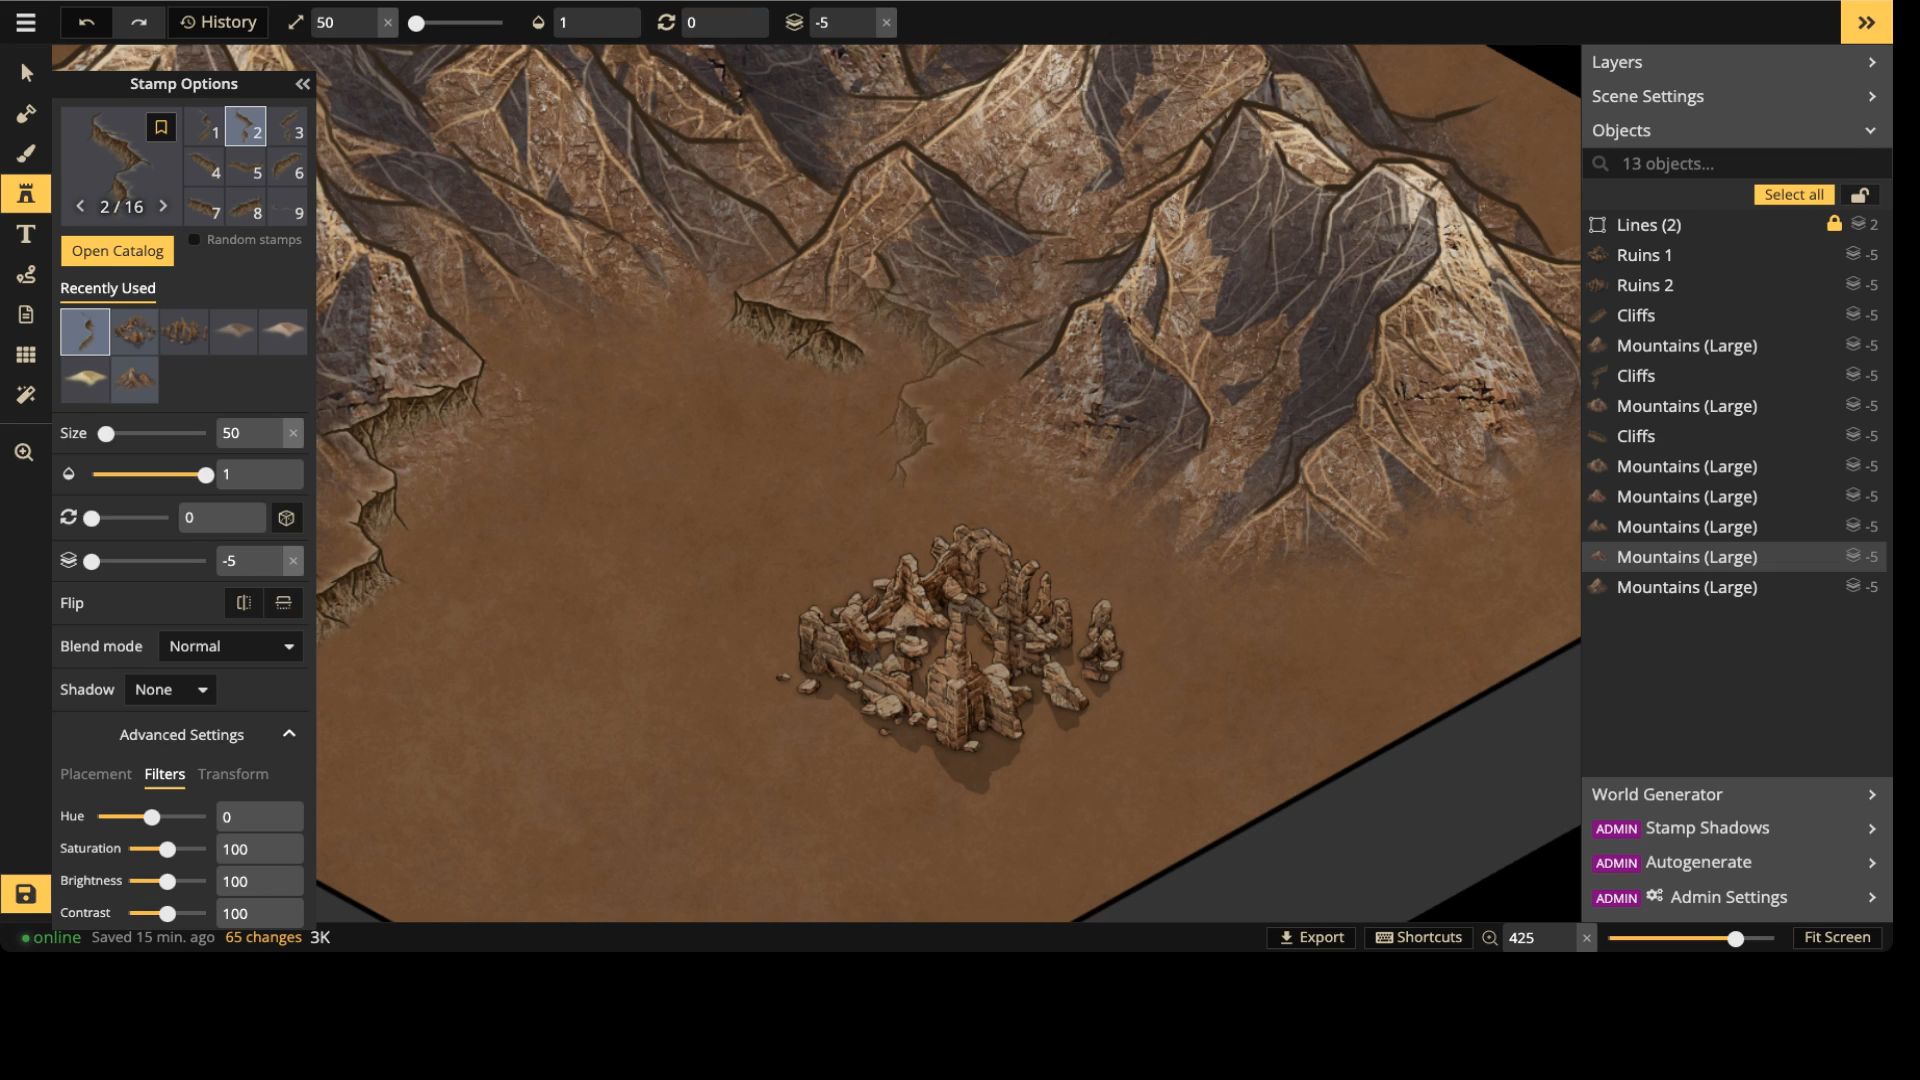 History
50
1
0
-5
Stamp Options
1
2
3
4
5
6
7
8
9
2 / 16
Random stamps
Open Catalog
Recently Used
Size
50
1
0
-5
Flip
Blend mode
Normal
Shadow
None
Advanced Settings
Placement
Filters
Transform
Hue
0
Saturation
100
Brightness
100
Contrast
100
online
Saved 15 min. ago
65 changes
3K
Layers
Scene Settings
Objects
13 objects...
Select all
Lines (2)
2
Ruins 1
-5
Ruins 2
-5
Cliffs
-5
Mountains (Large)
-5
Cliffs
-5
Mountains (Large)
-5
Cliffs
-5
Mountains (Large)
-5
Mountains (Large)
-5
Mountains (Large)
-5
Mountains (Large)
-5
Mountains (Large)
-5
World Generator
ADMIN Stamp Shadows
ADMIN Autogenerate
ADMIN Admin Settings
Export
Shortcuts
425
Fit Screen